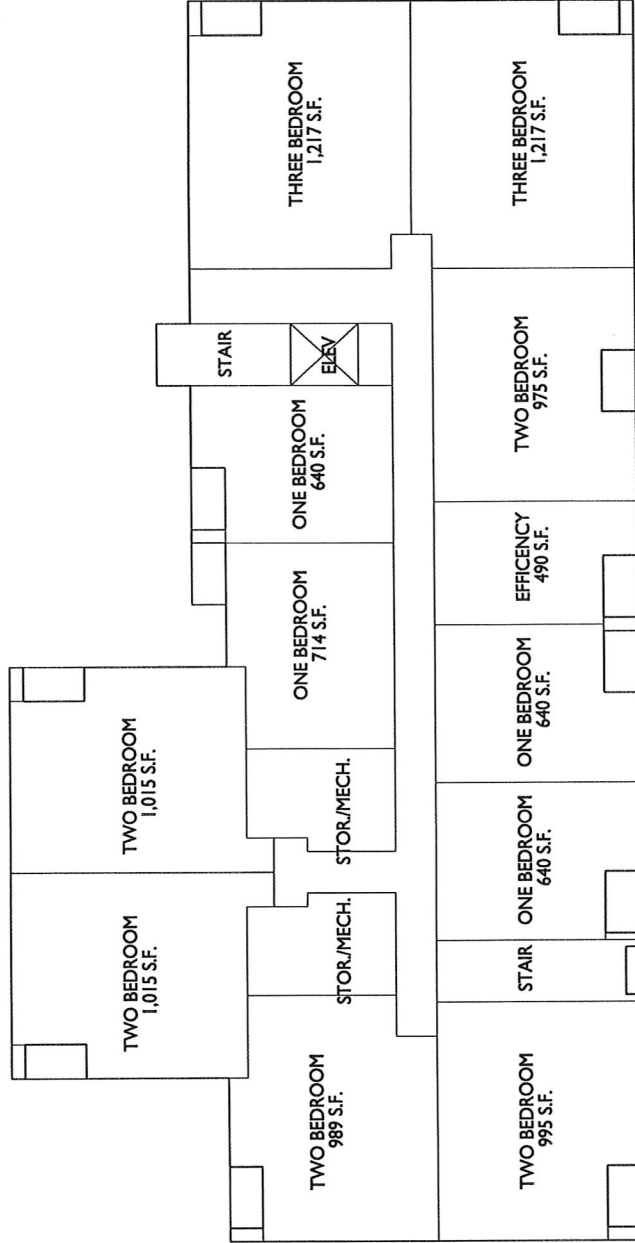 THREE BEDROOM
1,217 S.F.
THREE BEDROOM
1,217 S.F.
STAIR
ELEV
ONE BEDROOM
640 S.F.
TWO BEDROOM
975 S.F.
ONE BEDROOM
714 S.F.
EFFICENCY
490 S.F.
TWO BEDROOM
1,015 S.F.
STOR./MECH.
ONE BEDROOM
640 S.F.
TWO BEDROOM
1,015 S.F.
STOR./MECH.
ONE BEDROOM
640 S.F.
STAIR
TWO BEDROOM
989 S.F.
TWO BEDROOM
995 S.F.